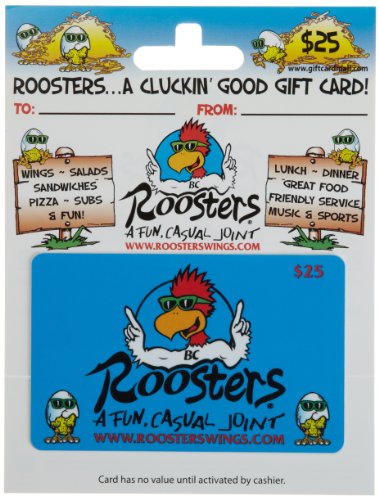 $25
www.giftcardmall.com
ROOSTERS...A CLUCKIN' GOOD GIFT CARD!
TO: FROM:
WINGS ~ SALADS
SANDWICHES
PIZZA ~ SUBS
& FUN!
LUNCH ~ DINNER
GREAT FOOD
FRIENDLY SERVICE
MUSIC & SPORTS
BC
Roosters
A FUN, CASUAL JOINT
WWW.ROOSTERSWINGS.COM
$25
BC
Roosters
A FUN, CASUAL JOINT
WWW.ROOSTERSWINGS.COM
Card has no value until activated by cashier.